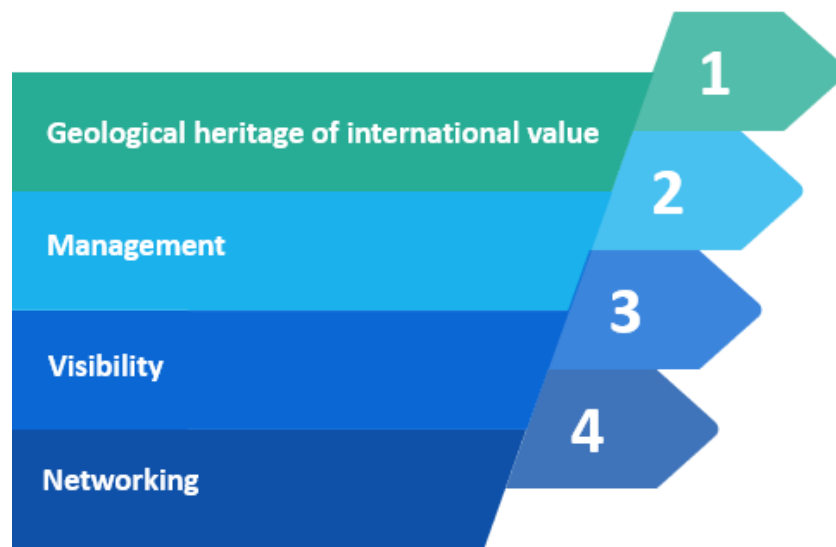 Geological heritage of international value
1
Management
2
Visibility
3
Networking
4